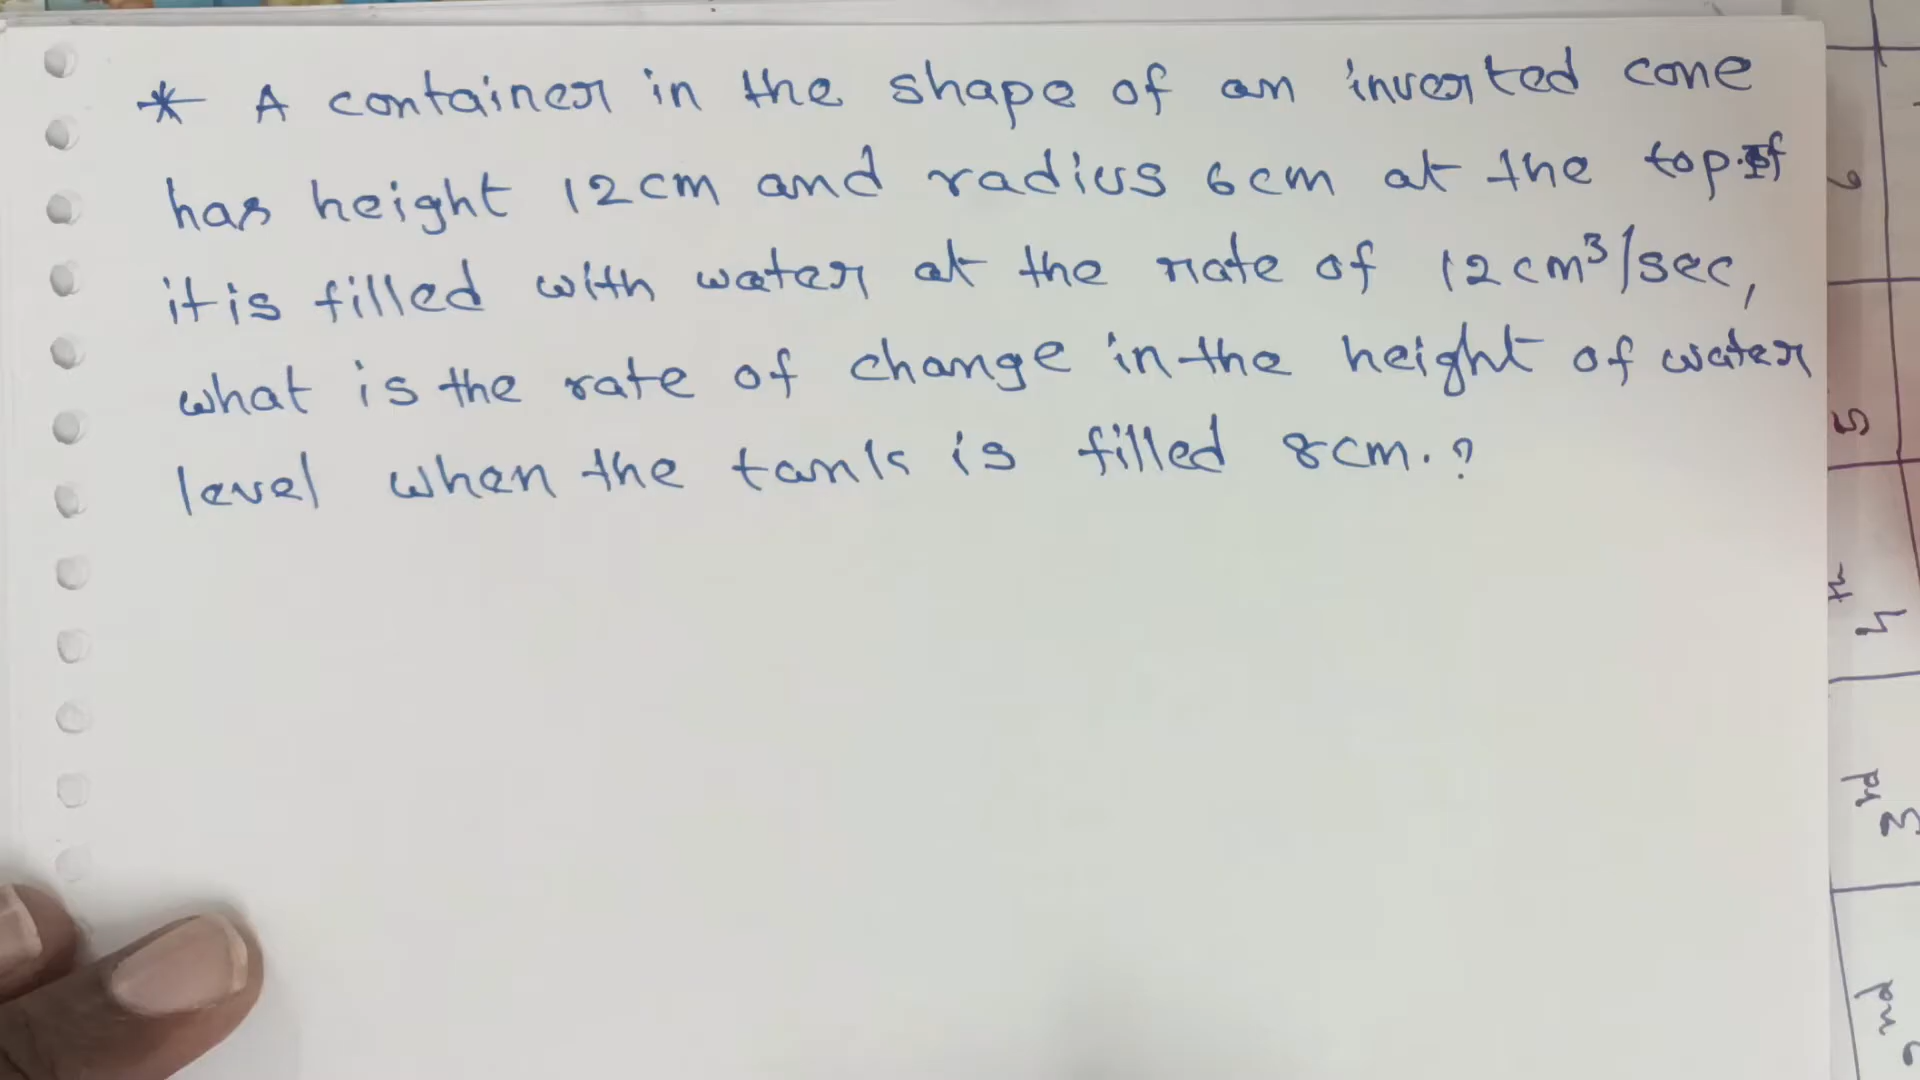 * A container in the shape of an inverted cone
has height 12cm and radius 6cm at the top. If
it is filled with water at the rate of 12cm³/sec,
what is the rate of change in the height of water
level when the tank is filled 8cm.?